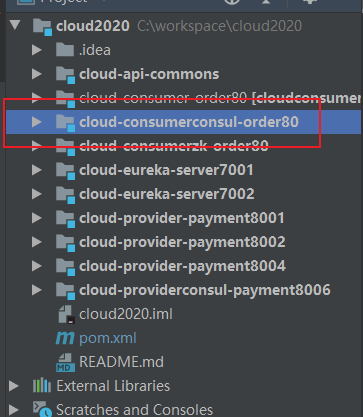 Project
cloud2020 C:\workspace\cloud2020
.idea
cloud-api-commons
cloud-consumer-order80 [cloudconsumer
cloud-consumerconsul-order80
cloud-consumerzk-order80
cloud-eureka-server7001
cloud-eureka-server7002
cloud-provider-payment8001
cloud-provider-payment8002
cloud-provider-payment8004
cloud-providerconsul-payment8006
cloud2020.iml
m pom.xml
MD README.md
External Libraries
Scratches and Consoles